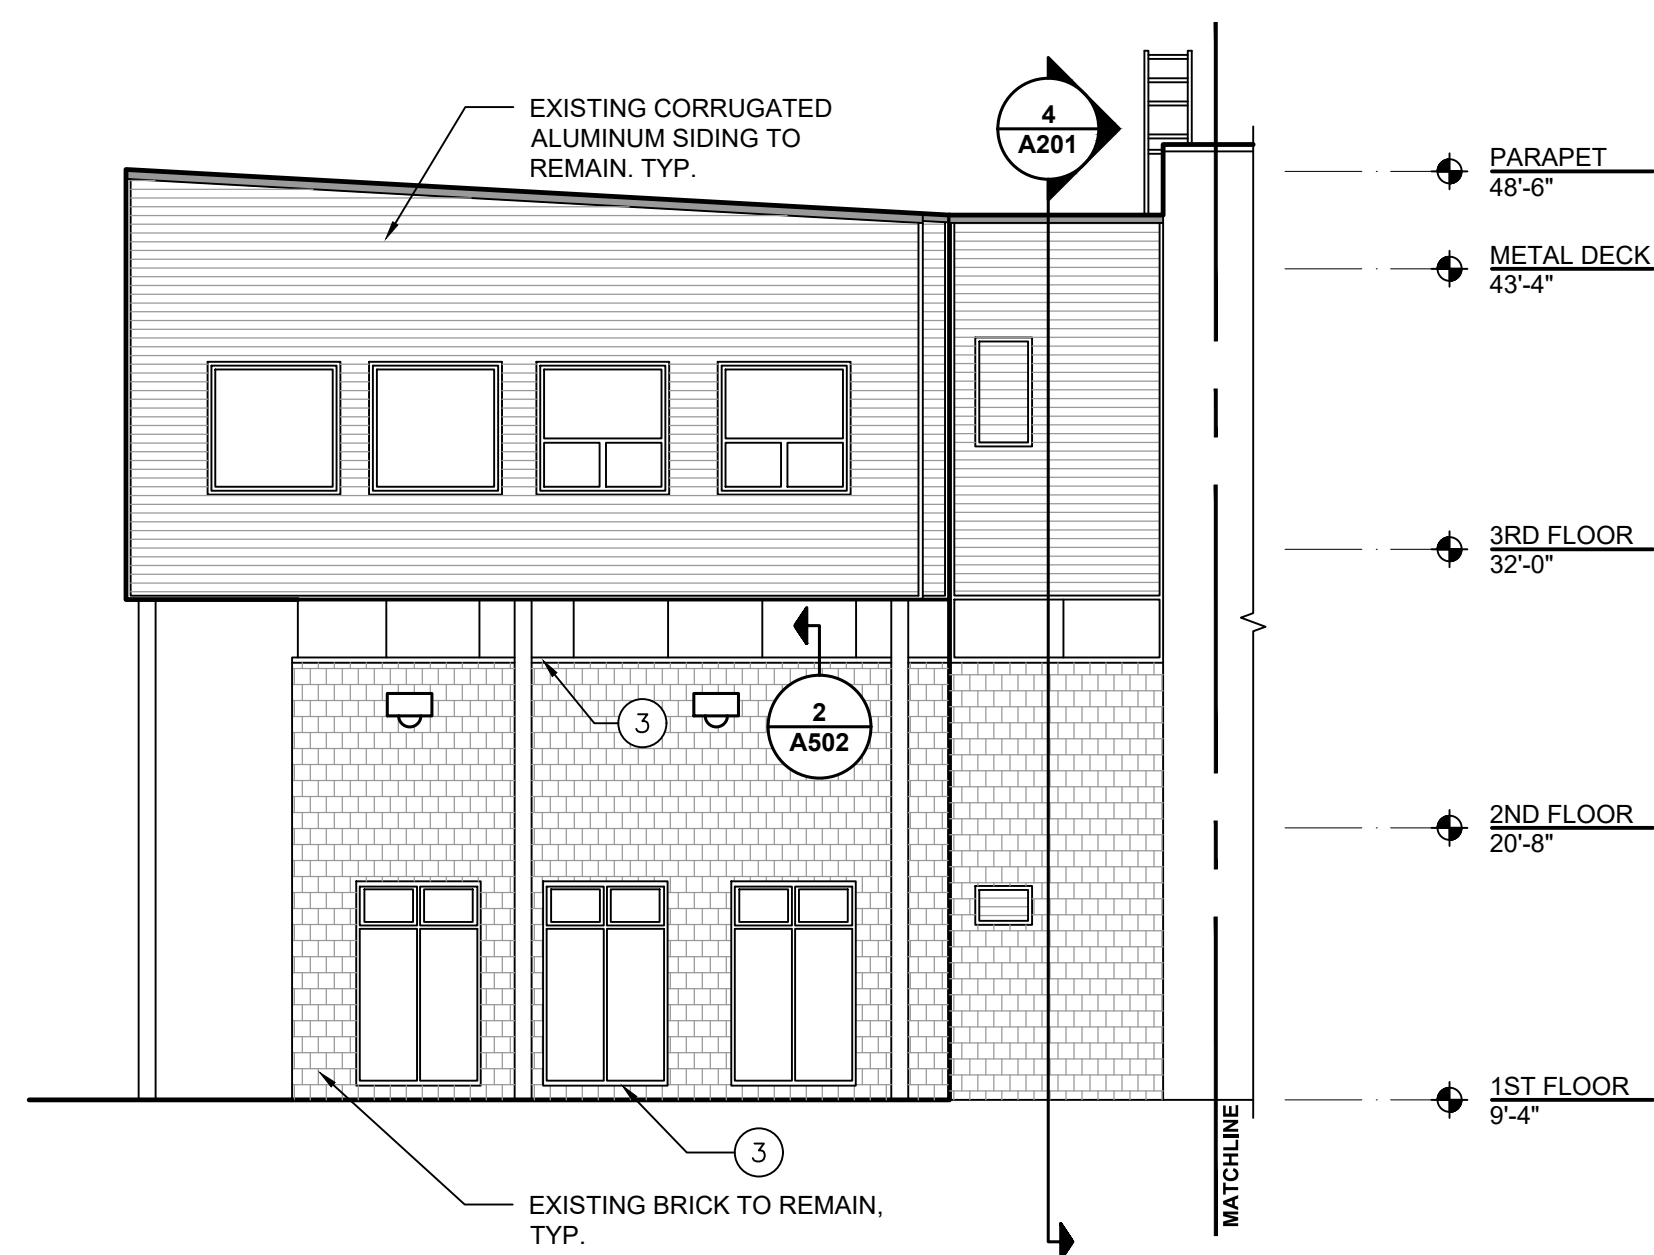 EXISTING CORRUGATED
ALUMINUM SIDING TO
REMAIN. TYP.
4
A201
PARAPET
48'-6"
METAL DECK
43'-4"
3RD FLOOR
32'-0"
3
2
A502
2ND FLOOR
20'-8"
1ST FLOOR
9'-4"
3
MATCHLINE
EXISTING BRICK TO REMAIN,
TYP.